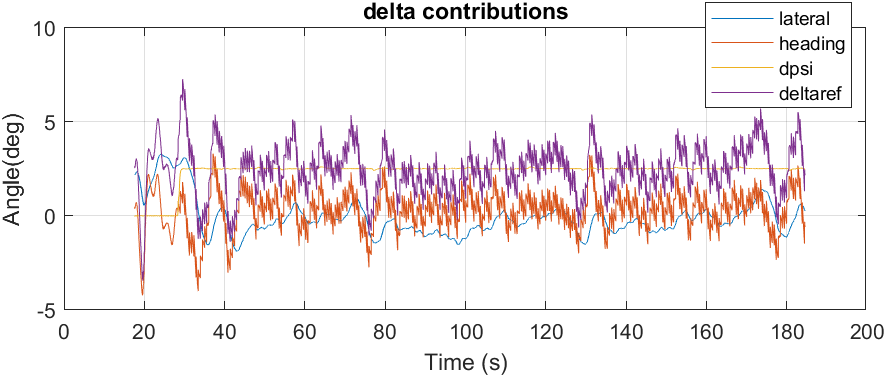 delta contributions
lateral
heading
dpsi
deltaref
Angle(deg)
10
5
0
-5
0 20 40 60 80 100 120 140 160 180 200
Time (s)